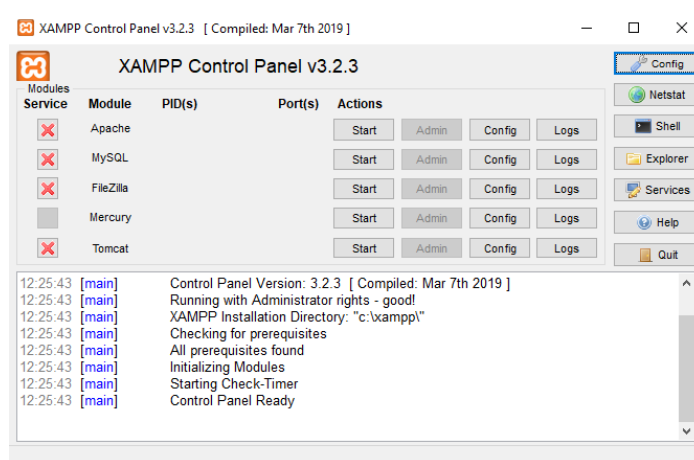 XAMPP Control Panel v3.2.3 [ Compiled: Mar 7th 2019 ]
XAMPP Control Panel v3.2.3
Config
Modules
Service Module PID(s) Port(s) Actions
Netstat
Apache Start Admin Config Logs
Shell
MySQL Start Admin Config Logs
Explorer
FileZilla Start Admin Config Logs
Services
Mercury Start Admin Config Logs
Help
Tomcat Start Admin Config Logs
Quit
12:25:43 [main] Control Panel Version: 3.2.3 [ Compiled: Mar 7th 2019 ]
12:25:43 [main] Running with Administrator rights - good!
12:25:43 [main] XAMPP Installation Directory: "c:\xampp\"
12:25:43 [main] Checking for prerequisites
12:25:43 [main] All prerequisites found
12:25:43 [main] Initializing Modules
12:25:43 [main] Starting Check-Timer
12:25:43 [main] Control Panel Ready